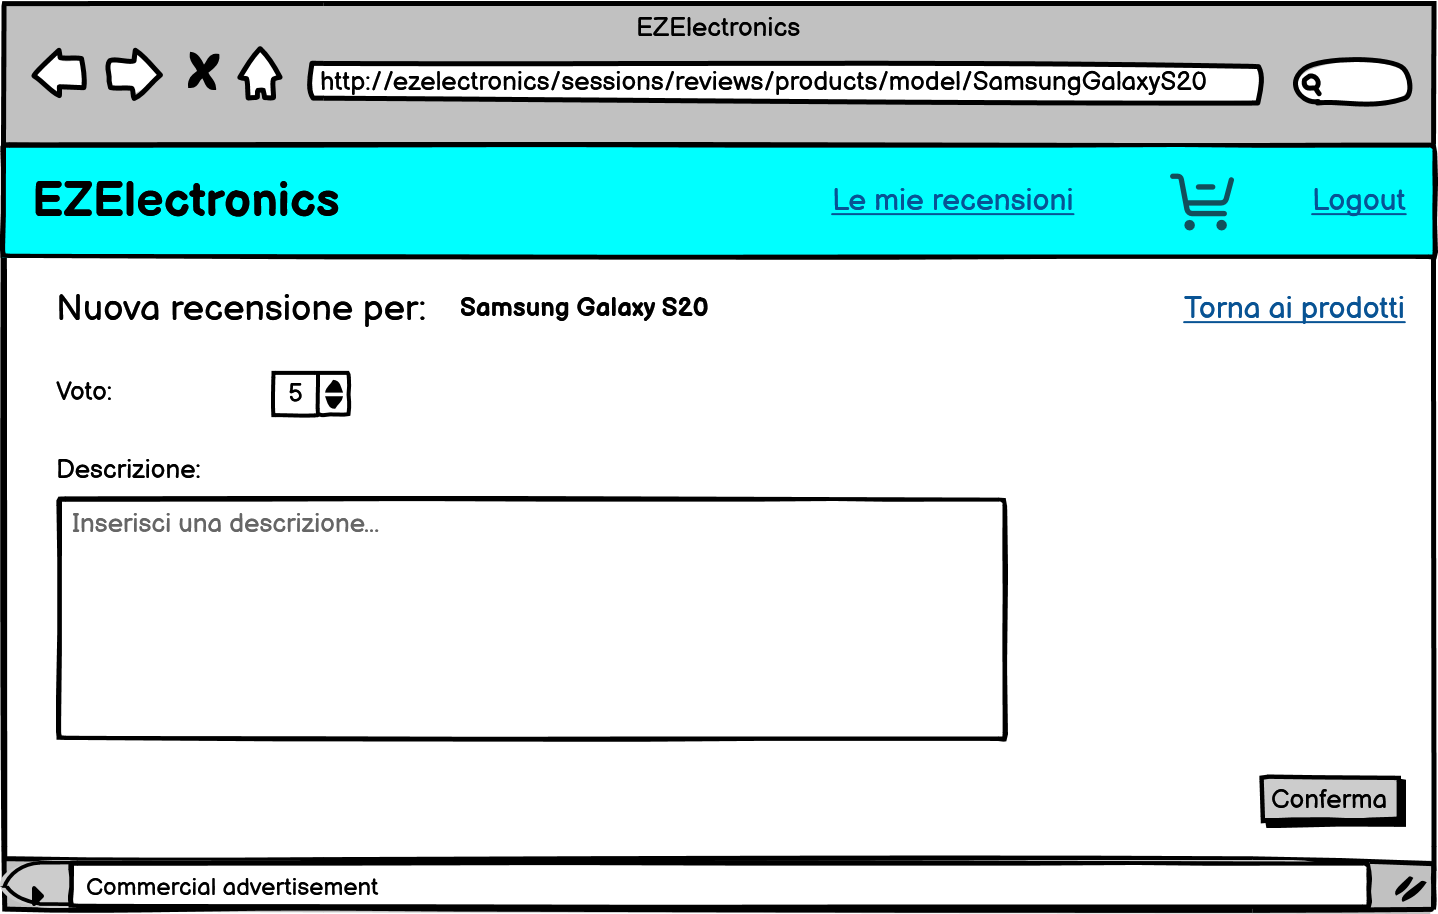 EZElectronics
http://ezelectronics/sessions/reviews/products/model/SamsungGalaxyS20
EZElectronics
Le mie recensioni
Logout
Nuova recensione per: Samsung Galaxy S20
Torna ai prodotti
Voto: 5
Descrizione:
Inserisci una descrizione...
Conferma
Commercial advertisement